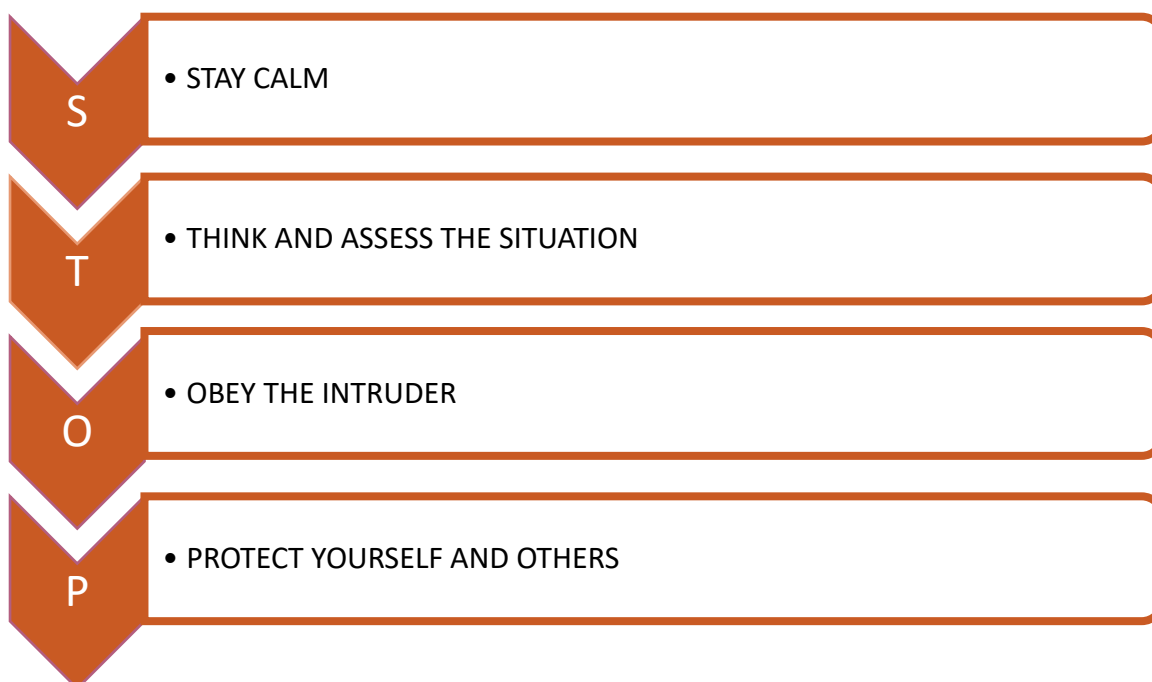 S
• STAY CALM
T
• THINK AND ASSESS THE SITUATION
O
• OBEY THE INTRUDER
P
• PROTECT YOURSELF AND OTHERS